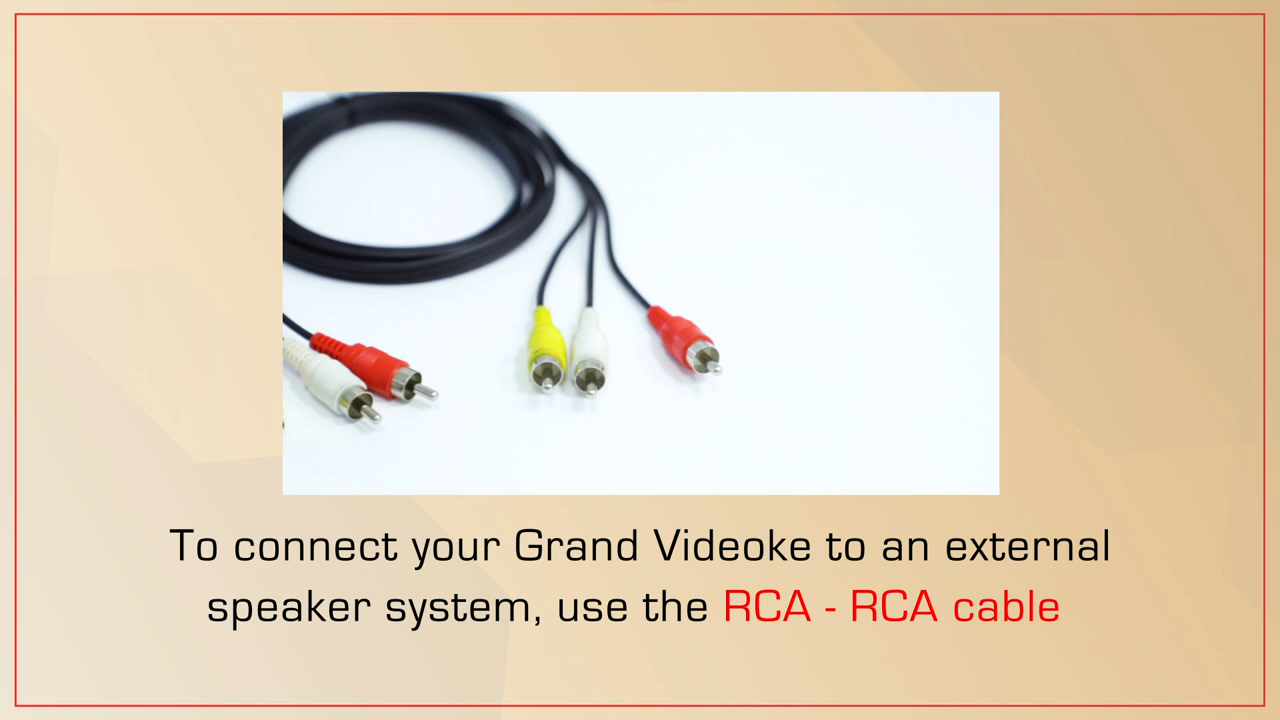 To connect your Grand Videoke to an external
speaker system, use the RCA - RCA cable